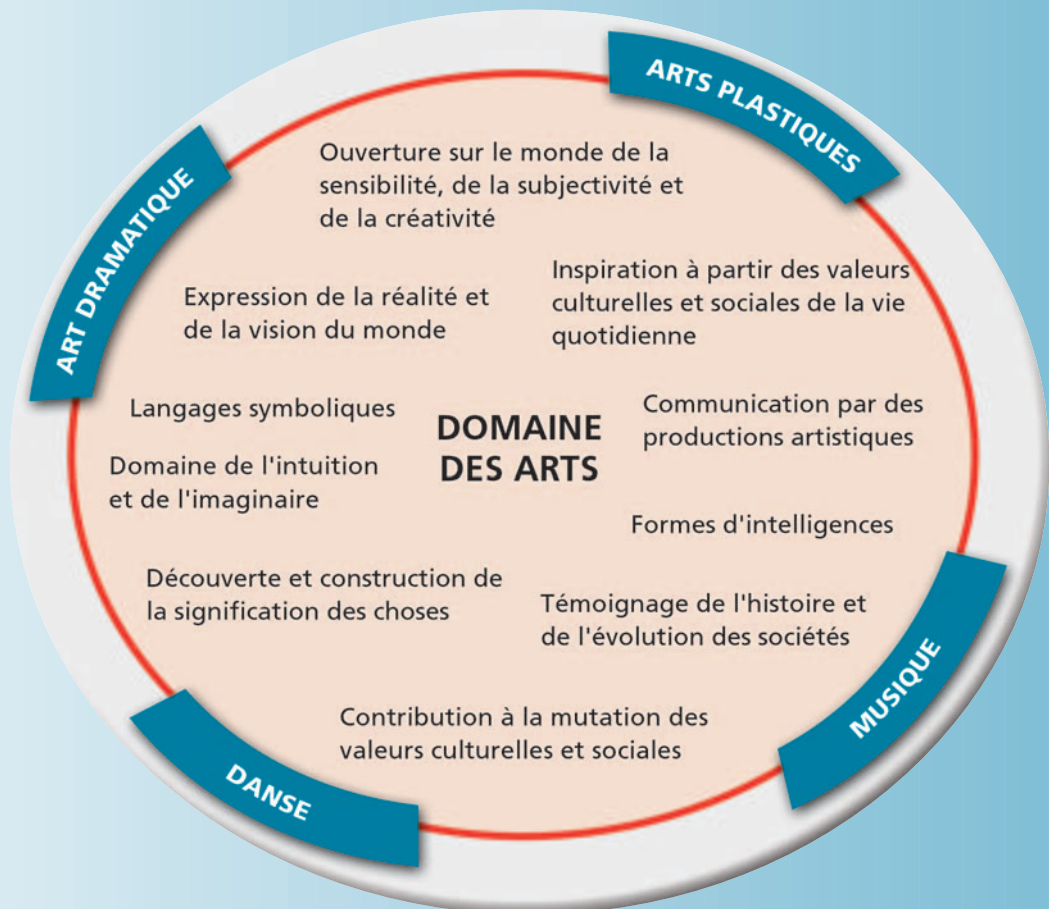 ARTS PLASTIQUES
ART DRAMATIQUE
Ouverture sur le monde de la
sensibilité, de la subjectivité et
de la créativité
Inspiration à partir des valeurs
culturelles et sociales de la vie
quotidienne
Expression de la réalité et
de la vision du monde
Langages symboliques
DOMAINE
DES ARTS
Communication par des
productions artistiques
Domaine de l'intuition
et de l'imaginaire
Formes d'intelligences
Découverte et construction de
la signification des choses
Témoignage de l'histoire et
de l'évolution des sociétés
MUSIQUE
Contribution à la mutation des
valeurs culturelles et sociales
DANSE